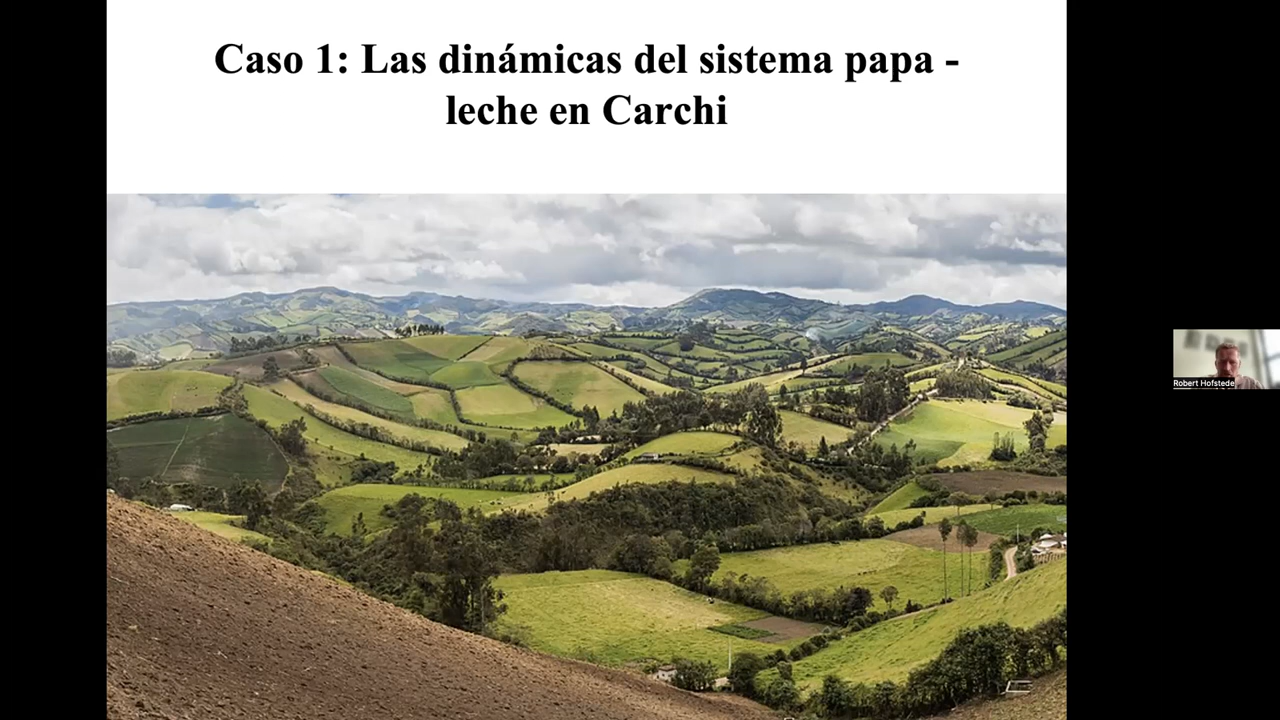 Caso 1: Las dinámicas del sistema papa -
leche en Carchi
Robert Hofstede